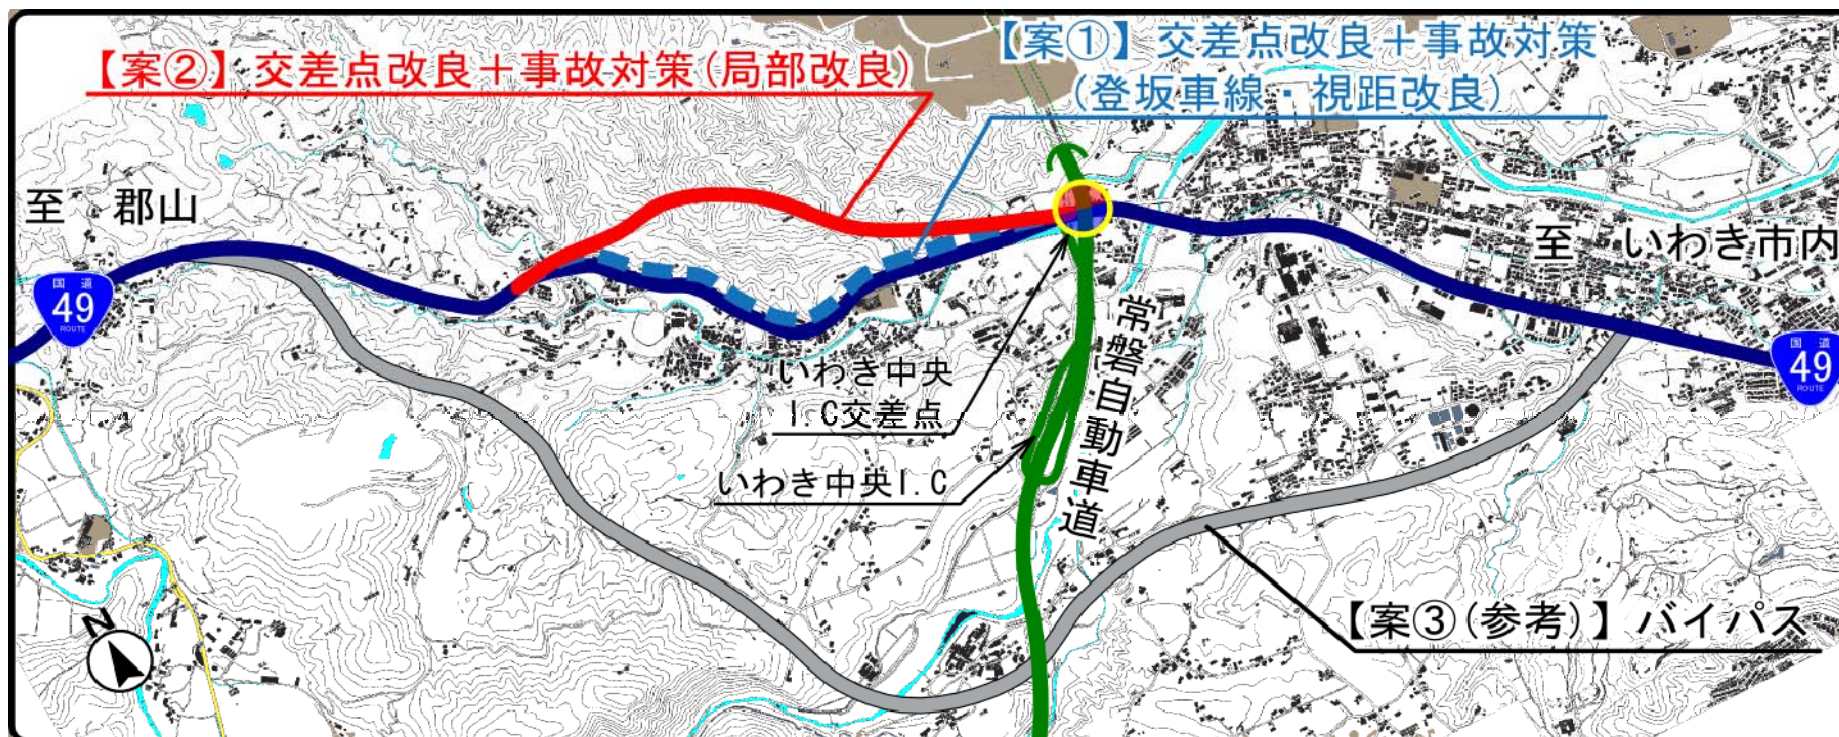 【案①】交差点改良＋事故対策
(登坂車線・視距改良)
【案②】交差点改良＋事故対策(局部改良)
至　郡山
至　いわき市内
国道
49
ROUTE
国道
49
ROUTE
いわき中央
I.C交差点
いわき中央I.C
常磐自動車道
【案③(参考)】バイパス
N